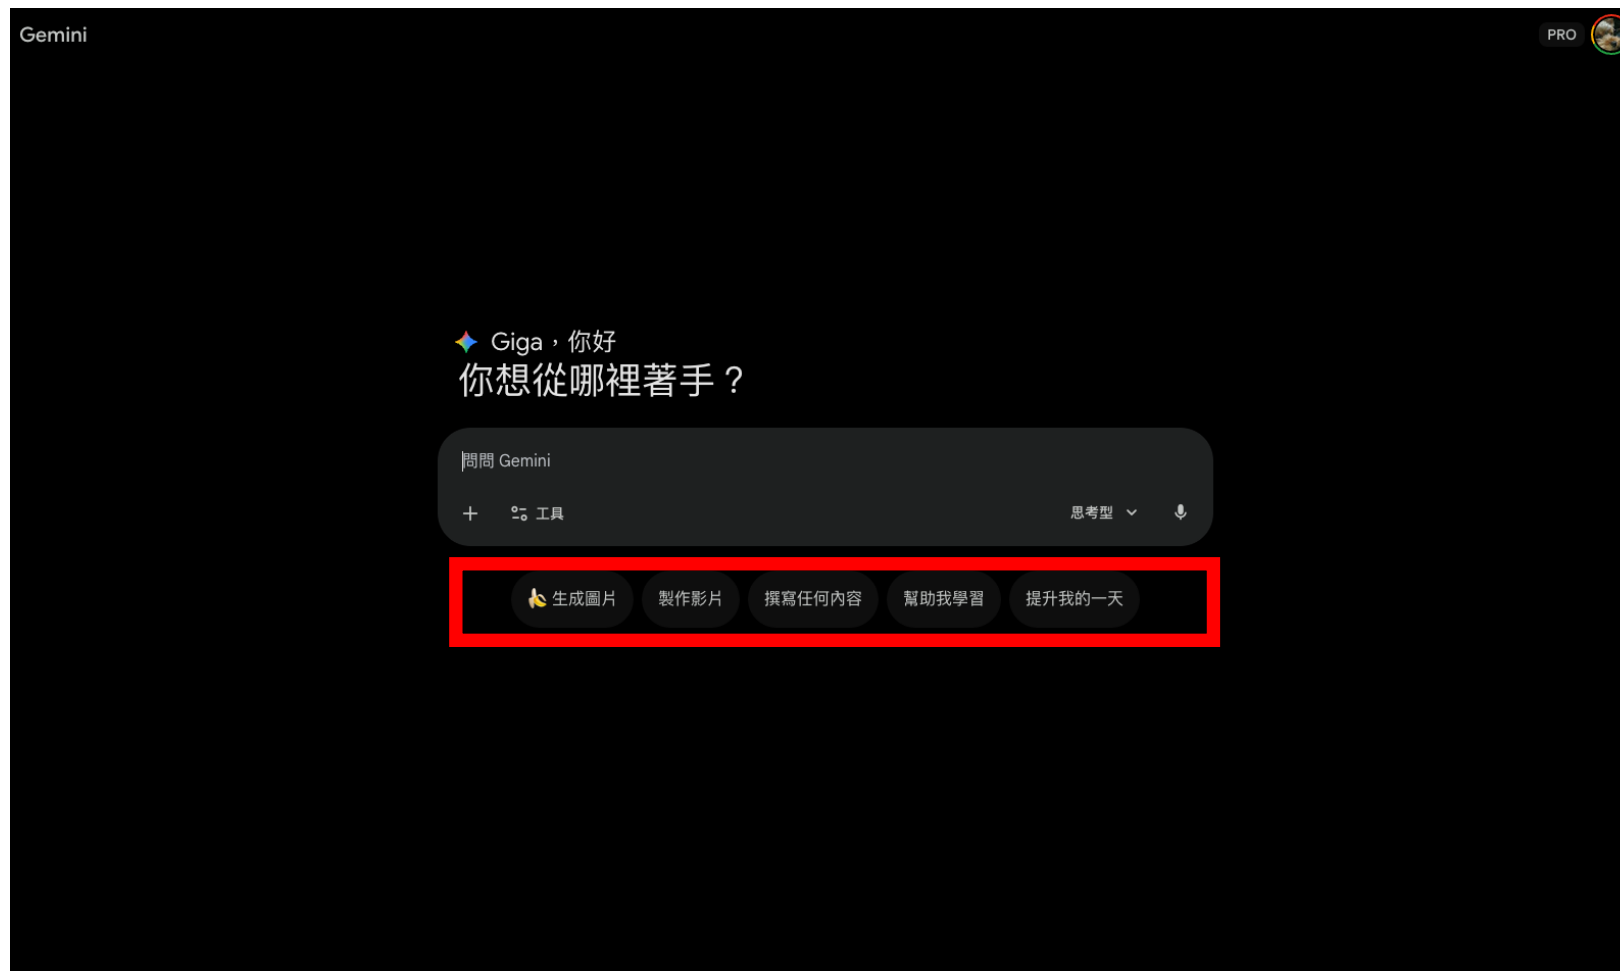 Gemini
PRO
Giga，你好
你想從哪裡著手？
問問 Gemini
工具
思考型
生成圖片
製作影片
撰寫任何內容
幫助我學習
提升我的一天